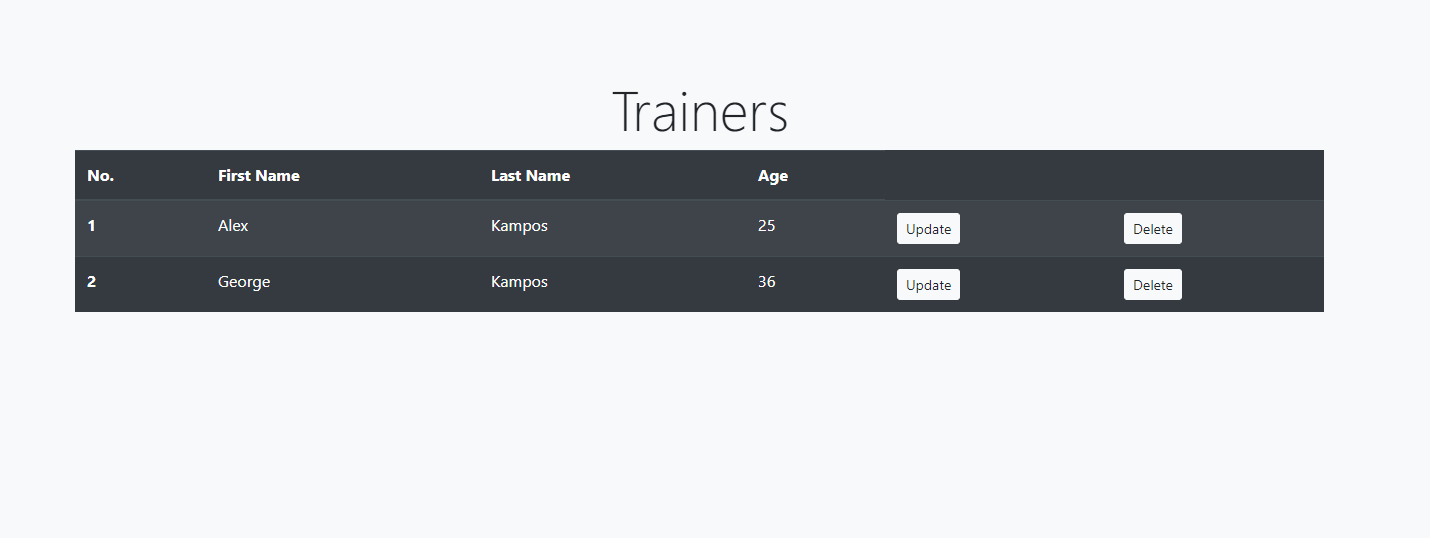 Trainers
No. First Name Last Name Age
1 Alex Kampos 25 Update Delete
2 George Kampos 36 Update Delete